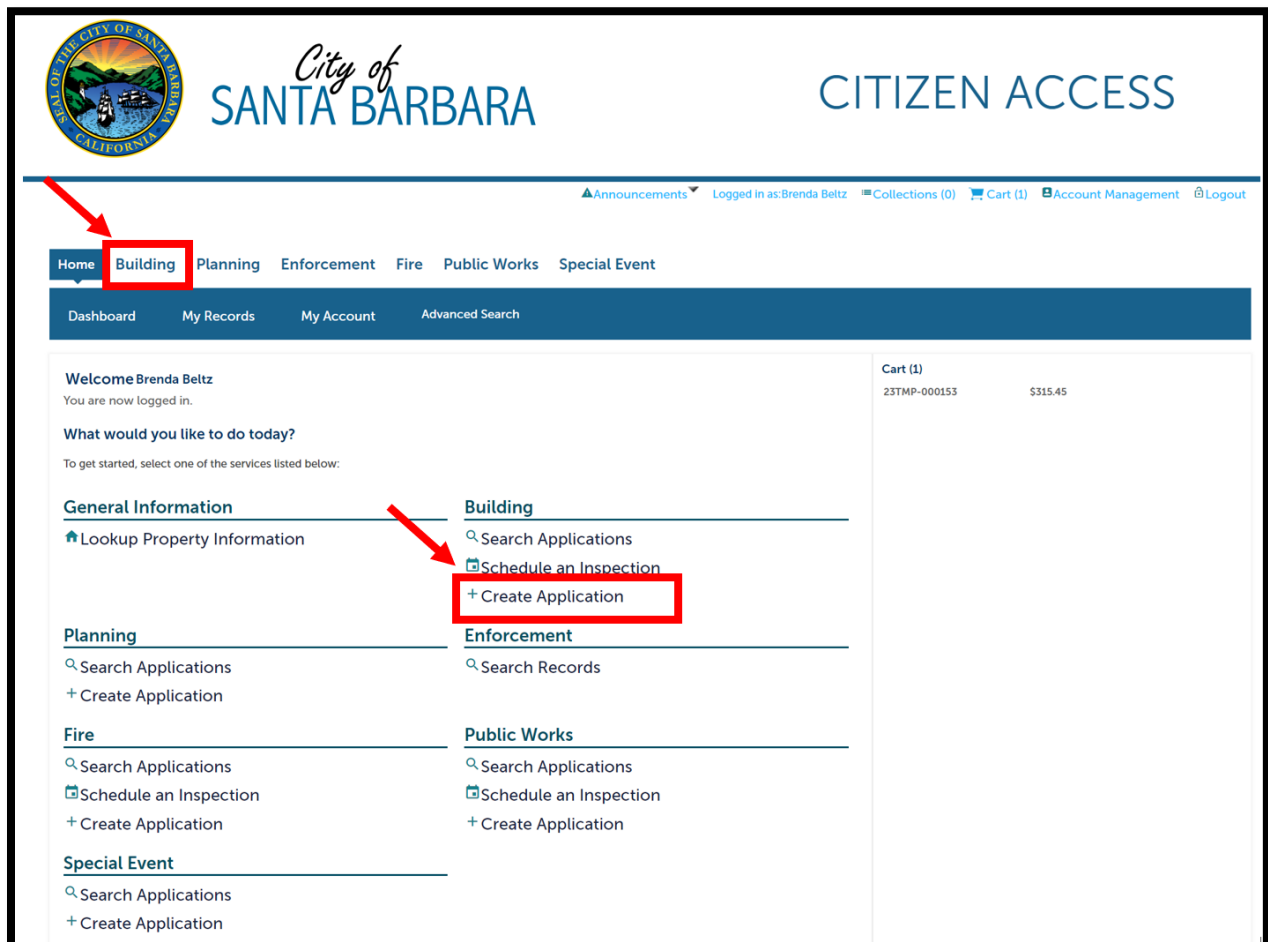 SEAL OF THE CITY OF SANTA BARBARA
CALIFORNIA
City of
SANTA BARBARA
CITIZEN ACCESS
Announcements Logged in as:Brenda Beltz Collections (0) Cart (1) Account Management Logout
Home Building Planning Enforcement Fire Public Works Special Event
Dashboard My Records My Account Advanced Search
Welcome Brenda Beltz
You are now logged in.
What would you like to do today?
To get started, select one of the services listed below:
Cart (1)
23TMP-000153 $315.45
General Information
Lookup Property Information
Building
Search Applications
Schedule an Inspection
+ Create Application
Planning
Search Applications
+ Create Application
Enforcement
Search Records
Fire
Search Applications
Schedule an Inspection
+ Create Application
Public Works
Search Applications
Schedule an Inspection
+ Create Application
Special Event
Search Applications
+ Create Application